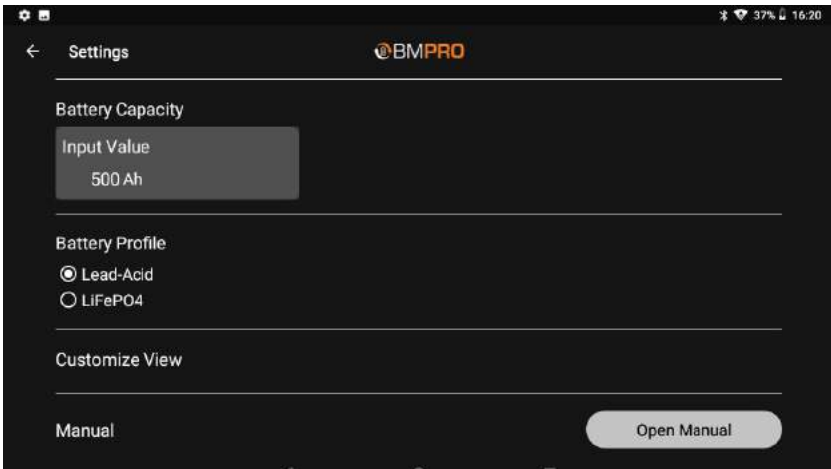 37% 16:20
Settings BMPRO
Battery Capacity
Input Value
500 Ah
Battery Profile
Lead-Acid
LiFePO4
Customize View
Manual Open Manual